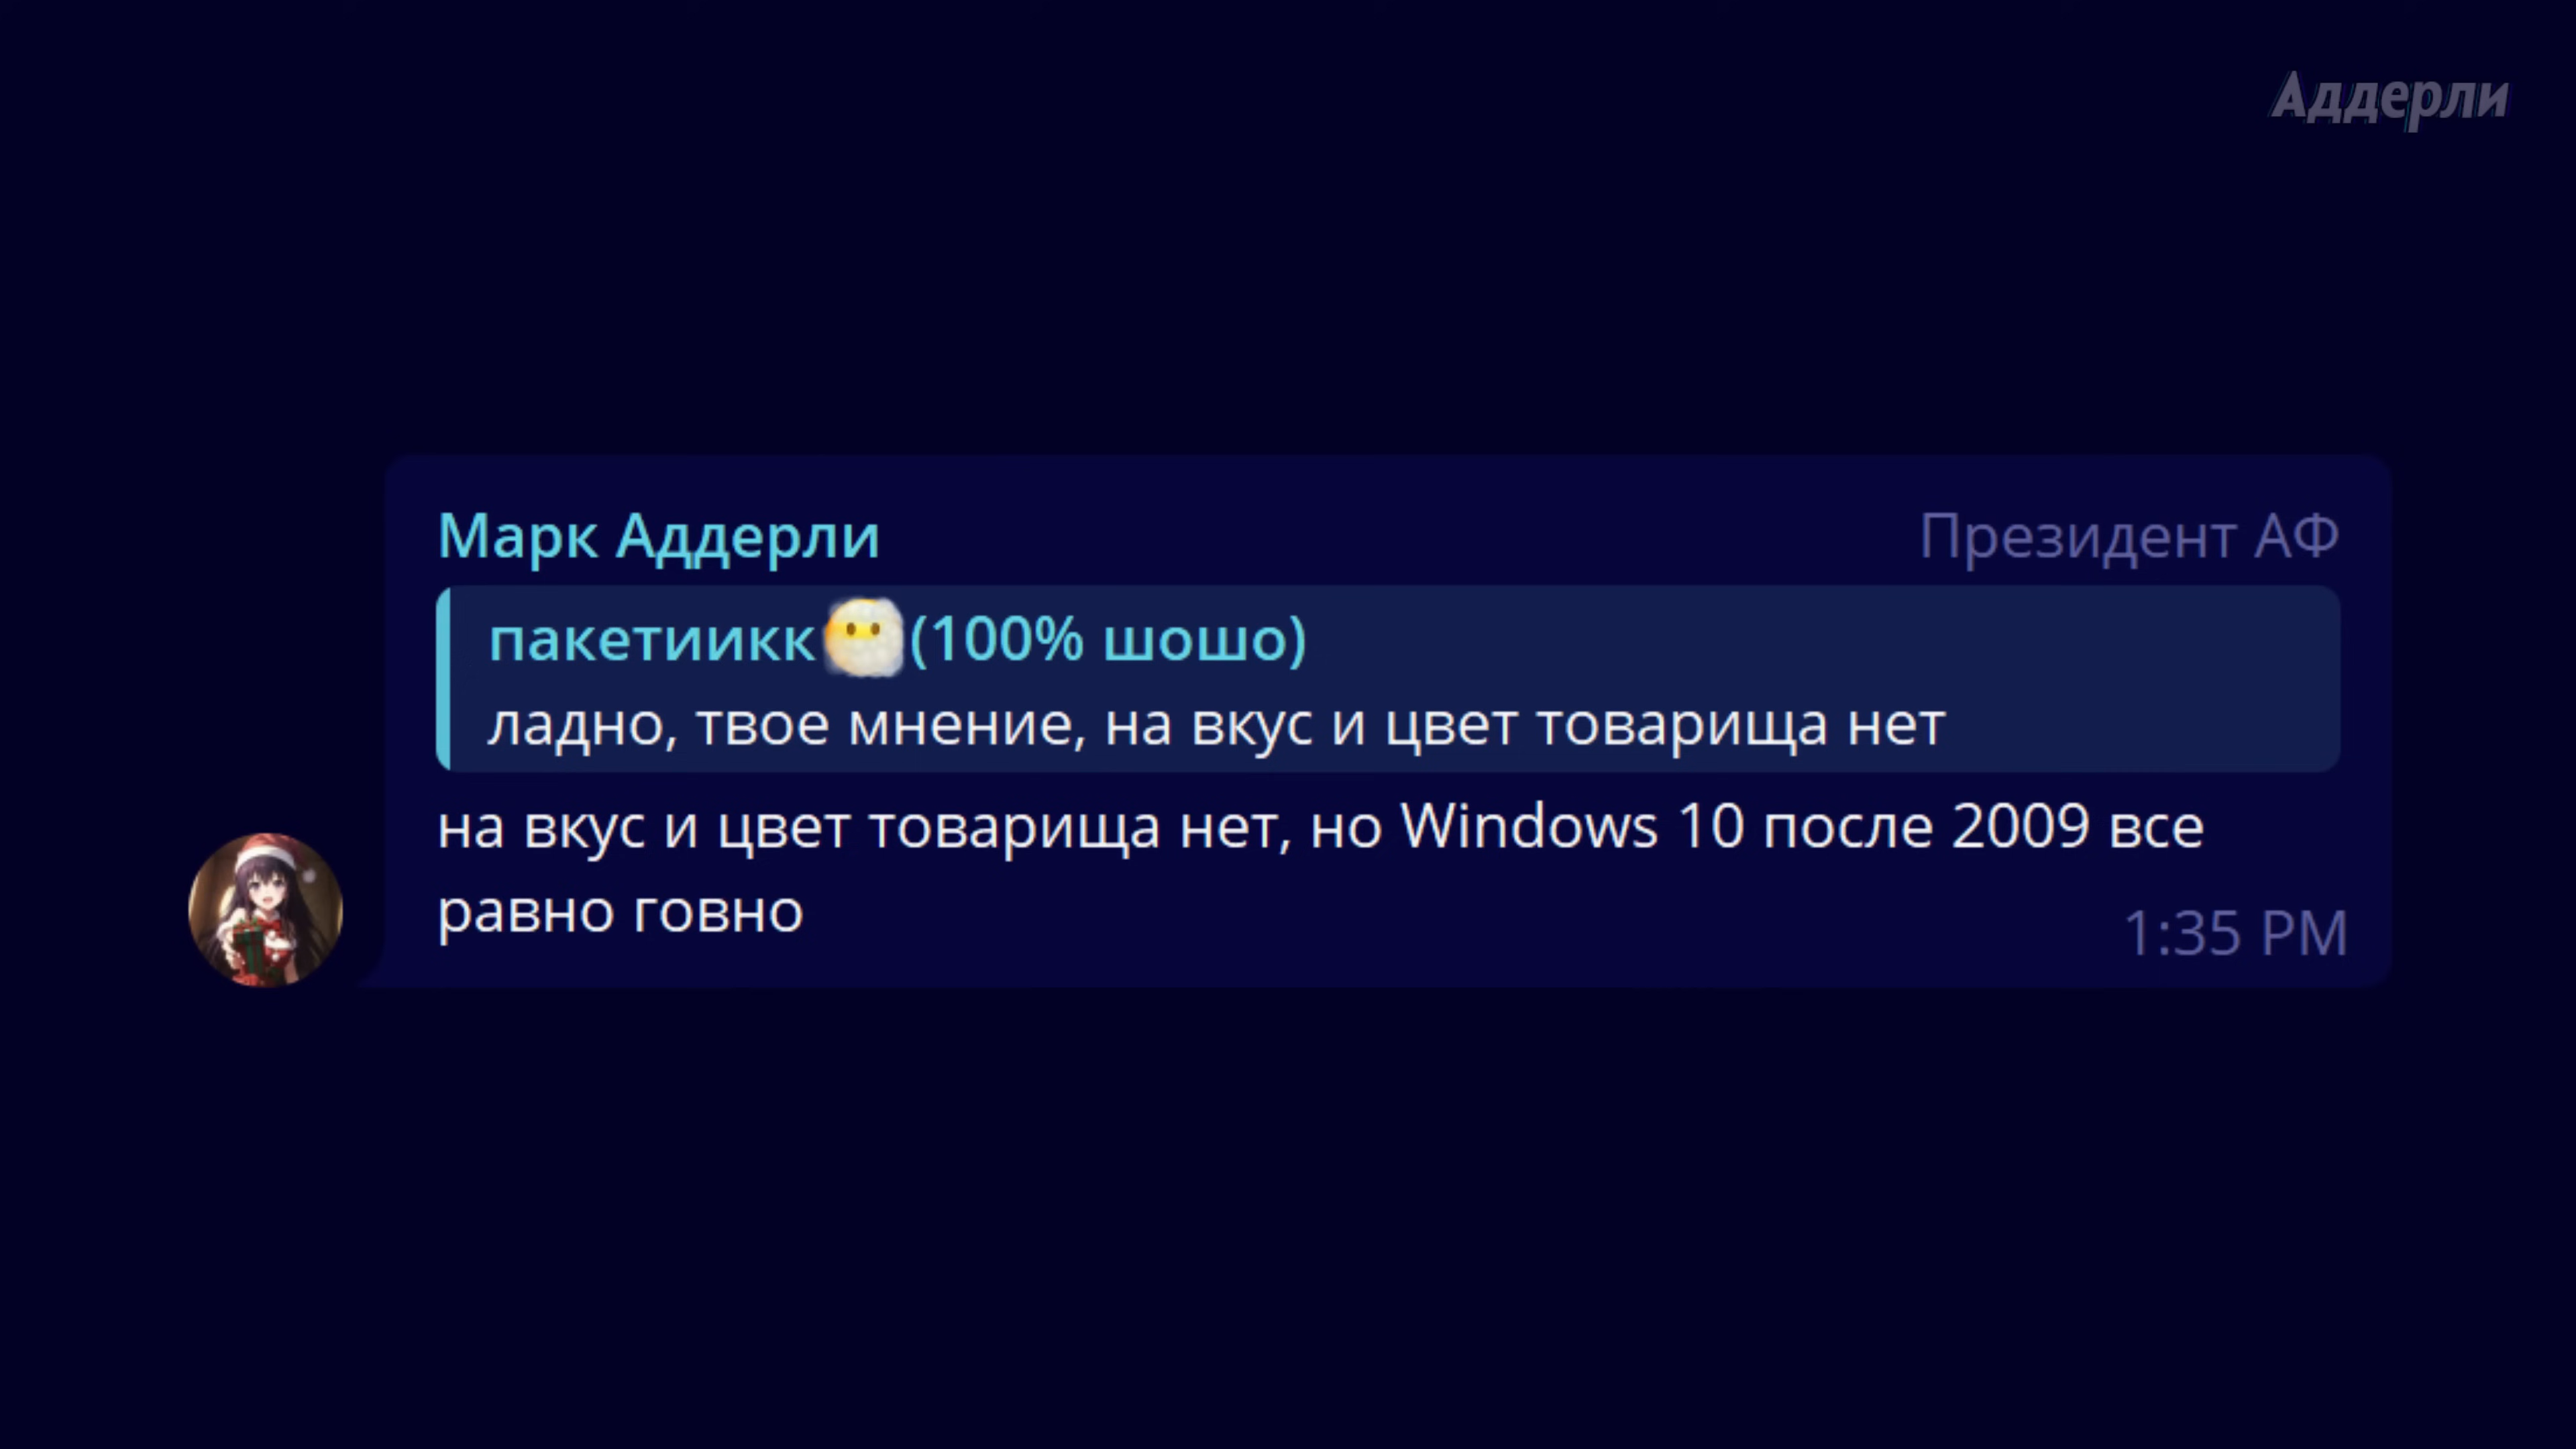 Аддерли
Марк Аддерли Президент АФ
пакетиикк😶(100% шошо)
ладно, твое мнение, на вкус и цвет товарища нет
на вкус и цвет товарища нет, но Windows 10 после 2009 все
равно говно
1:35 PM